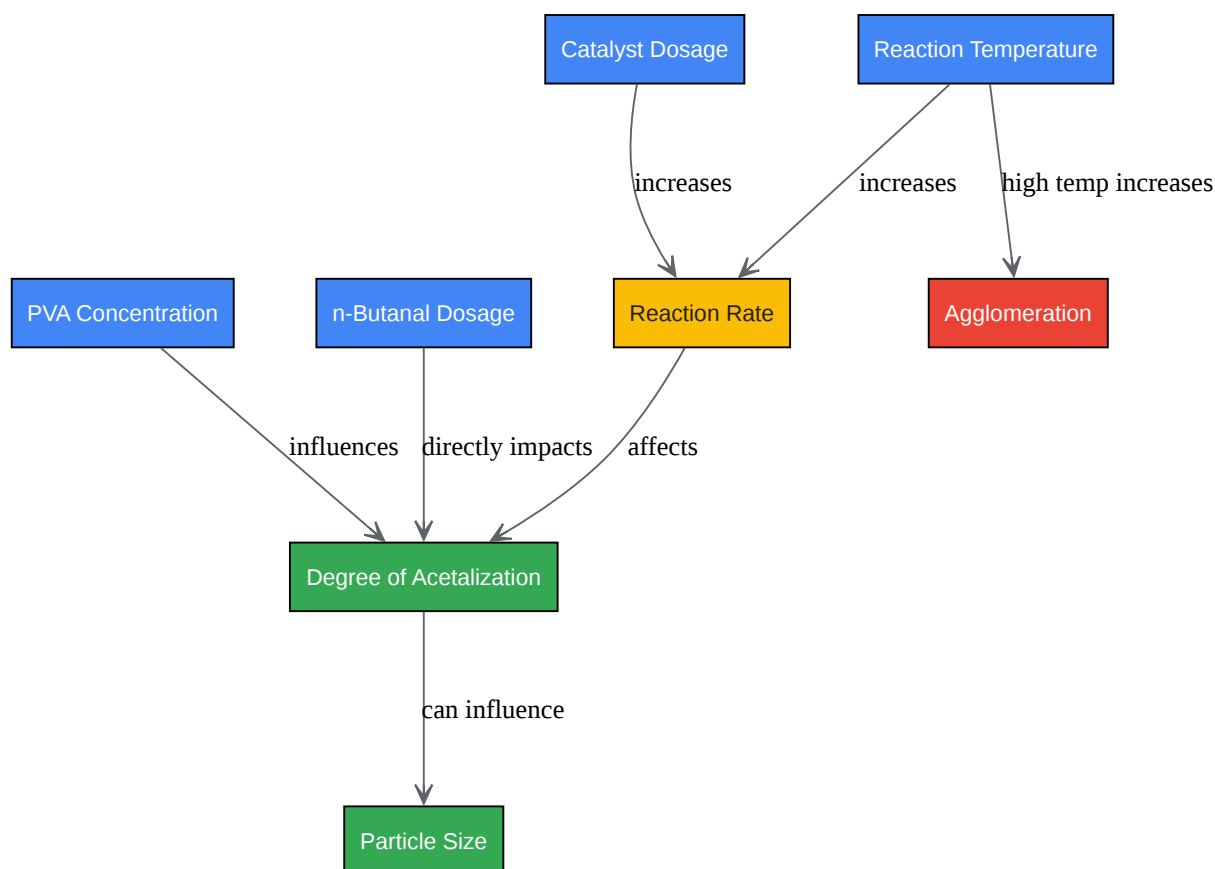 Catalyst Dosage
Reaction Temperature
increases
increases
high temp increases
PVA Concentration
n-Butanal Dosage
Reaction Rate
Agglomeration
influences
directly impacts
affects
Degree of Acetalization
can influence
Particle Size